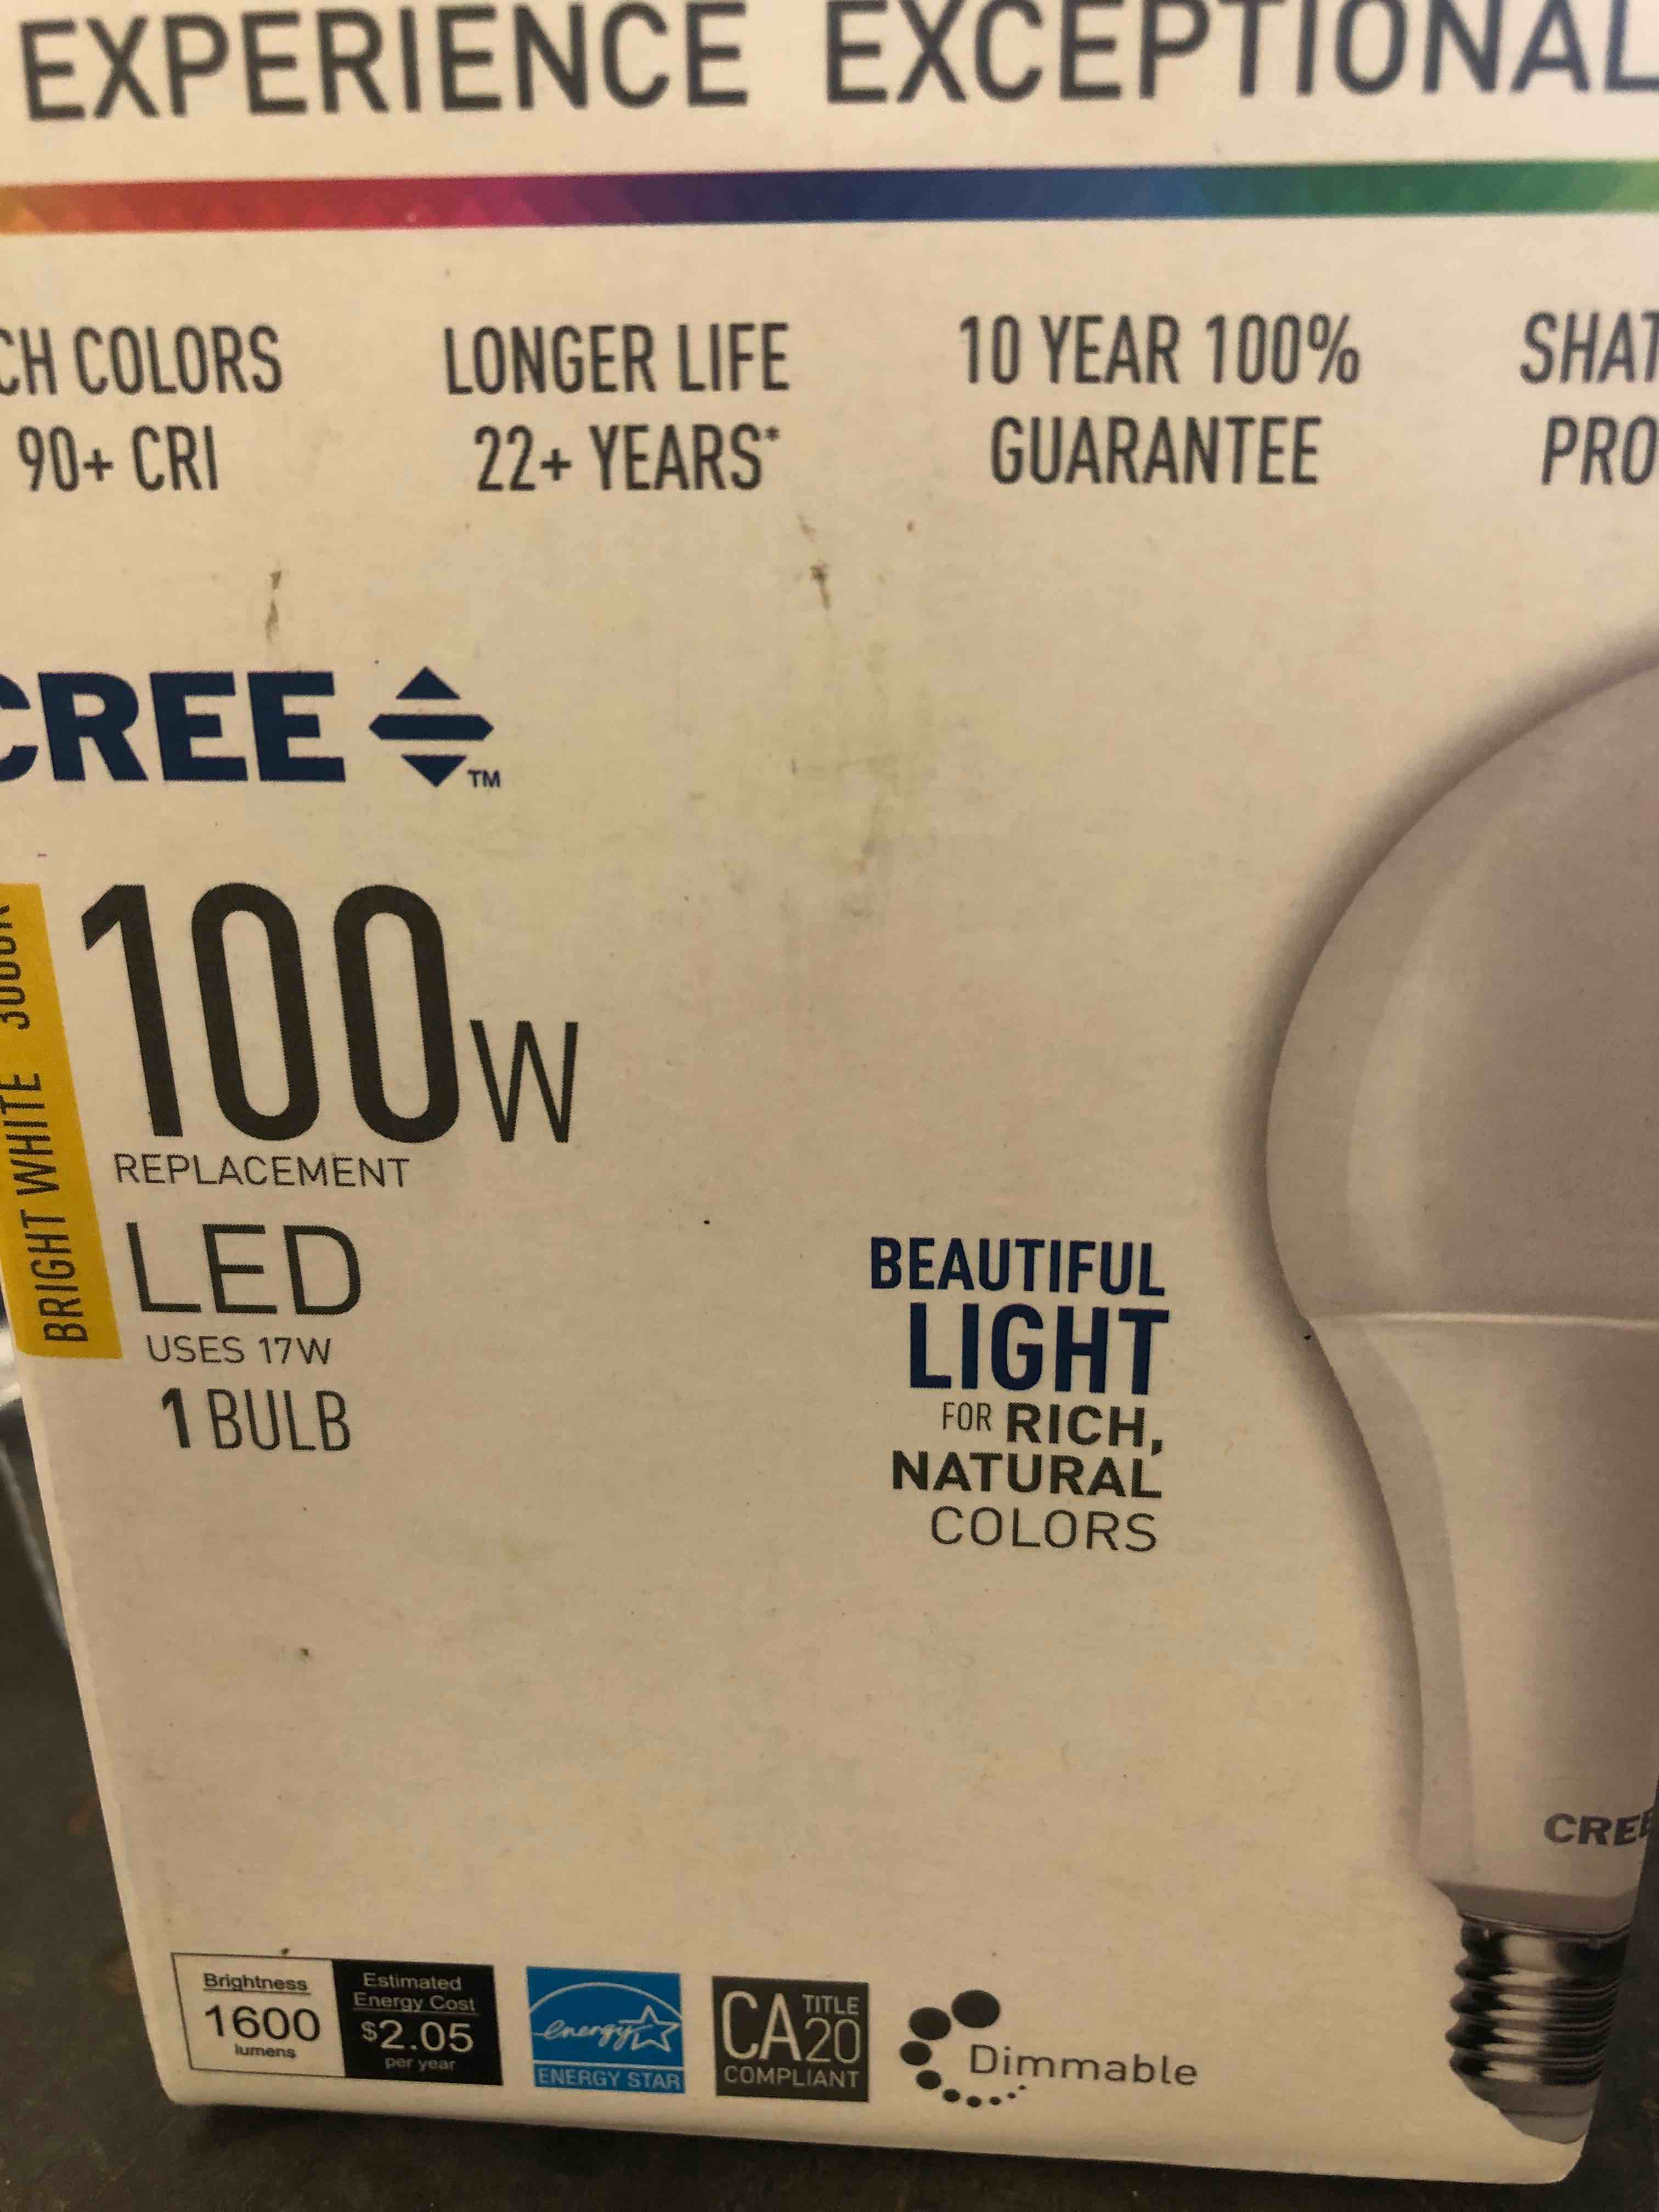 EXPERIENCE EXCEPTIONAL
CH COLORS
90+ CRI
LONGER LIFE
22+ YEARS*
10 YEAR 100%
GUARANTEE
SHAT
PRO
CREE
TM
BRIGHT WHITE 3000K
100W
REPLACEMENT
LED
USES 17W
1 BULB
BEAUTIFUL
LIGHT
FOR RICH,
NATURAL
COLORS
CREE
Brightness
1600
lumens
Estimated
Energy Cost
$2.05
per year
energy
ENERGY STAR
CA TITLE 20
COMPLIANT
Dimmable